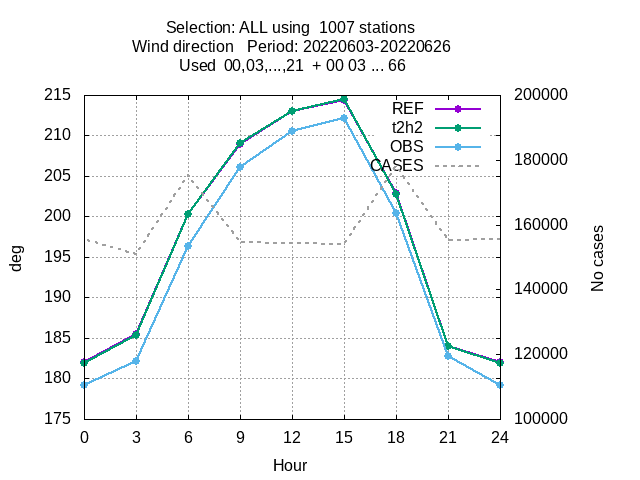 Selection: ALL using  1007 stations
Wind direction   Period: 20220603-20220626
Used  00,03,...,21  + 00 03 ... 66
215
210
205
200
195
190
185
180
175
deg
200000
180000
160000
140000
120000
100000
No cases
REF
t2h2
OBS
CASES
0 3 6 9 12 15 18 21 24
Hour